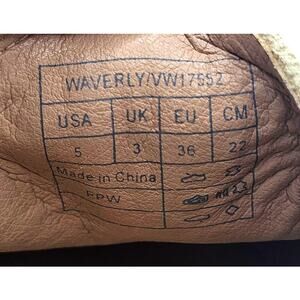 WAVERLY/VW17552
USA UK EU CM
5 3 36 22
Made in China
FPW